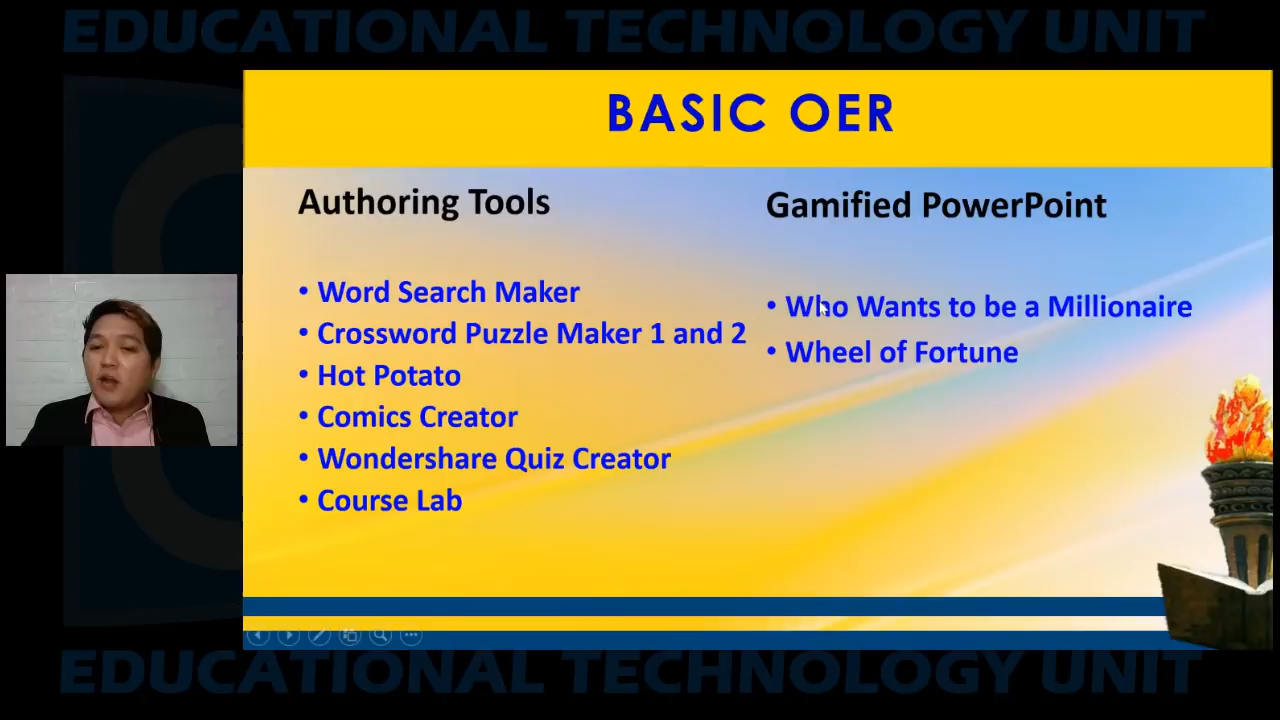 EDUCATIONAL TECHNOLOGY UNIT
BASIC OER
Authoring Tools
• Word Search Maker
• Crossword Puzzle Maker 1 and 2
• Hot Potato
• Comics Creator
• Wondershare Quiz Creator
• Course Lab
Gamified PowerPoint
• Who Wants to be a Millionaire
• Wheel of Fortune
EDUCATIONAL TECHNOLOGY UNIT